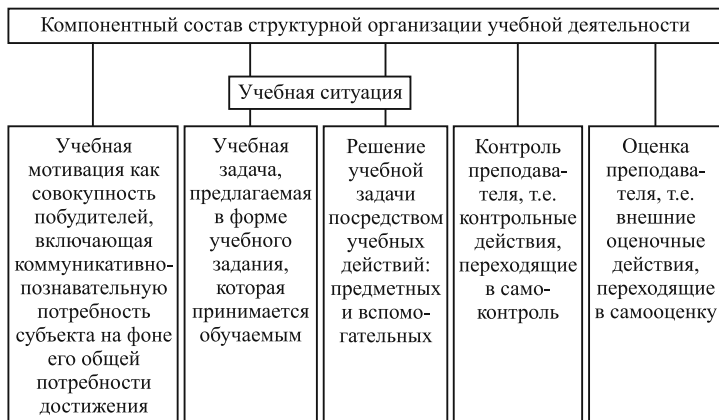 Компонентный состав структурной организации учебной деятельности
Учебная ситуация
Учебная
мотивация как
совокупность
побудителей,
включающая
коммуникативно-
познавательную
потребность
субъекта на фоне
его общей
потребности
достижения
Учебная
задача,
предлагаемая
в форме
учебного
задания,
которая
принимается
обучаемым
Решение
учебной
задачи
посредством
учебных
действий:
предметных
и вспомо-
гательных
Контроль
преподава-
теля, т.е.
контрольные
действия,
переходящие
в само-
контроль
Оценка
преподава-
теля, т.е.
внешние
оценочные
действия,
переходящие
в самооценку